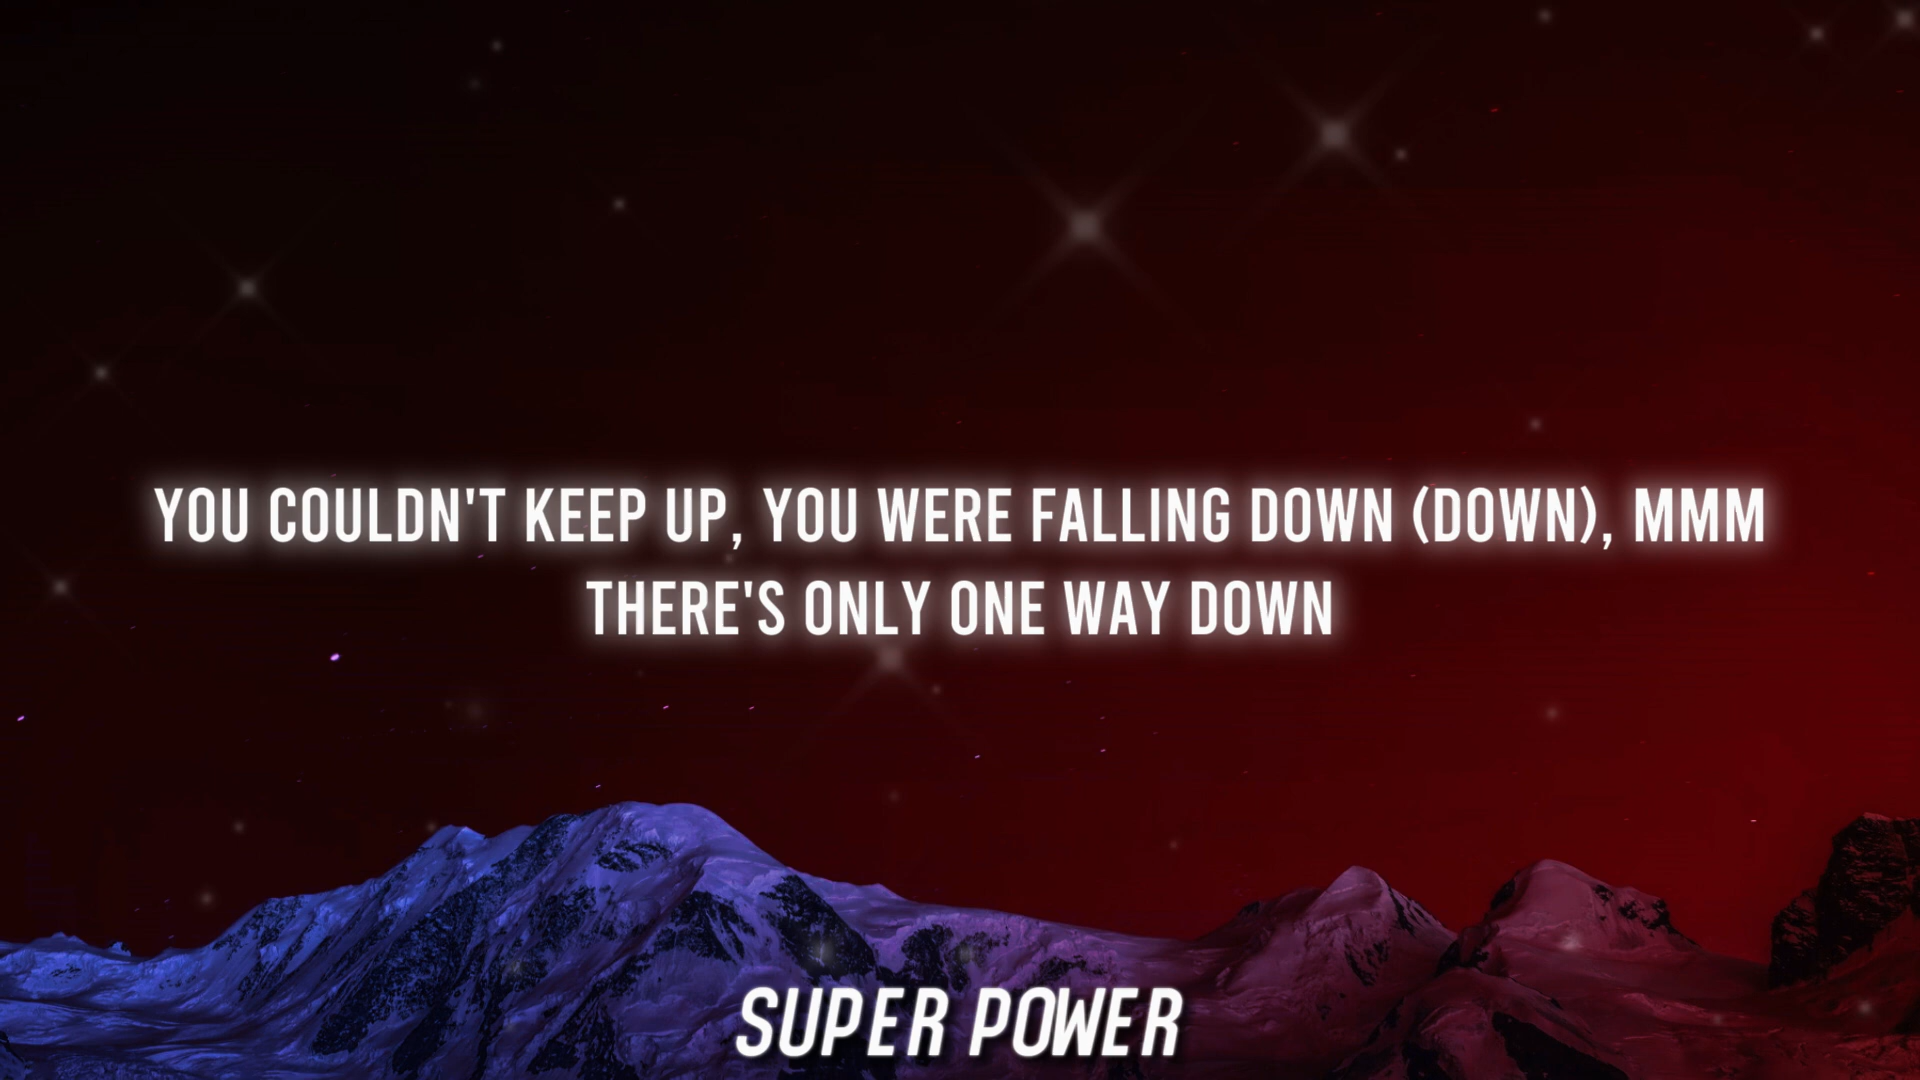 YOU COULDN'T KEEP UP, YOU WERE FALLING DOWN (DOWN), MMM
THERE'S ONLY ONE WAY DOWN
SUPER POWER